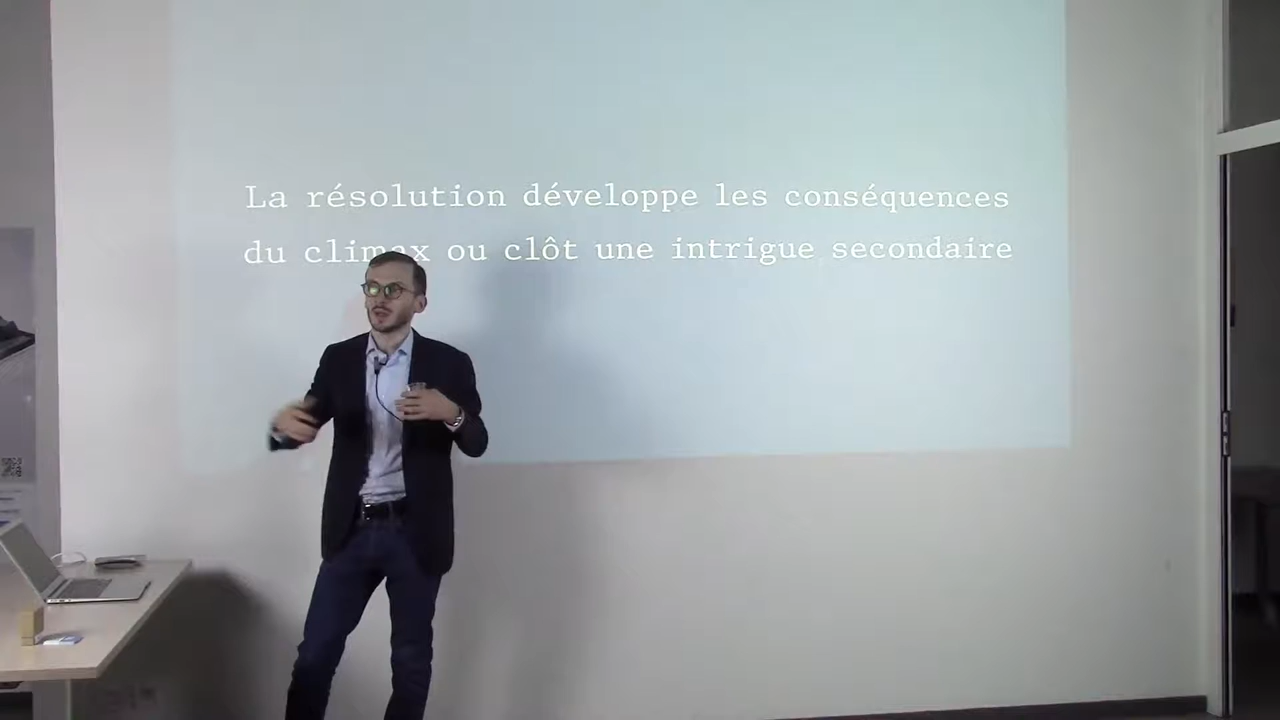 La résolution développe les conséquences
du climax ou clôt une intrigue secondaire